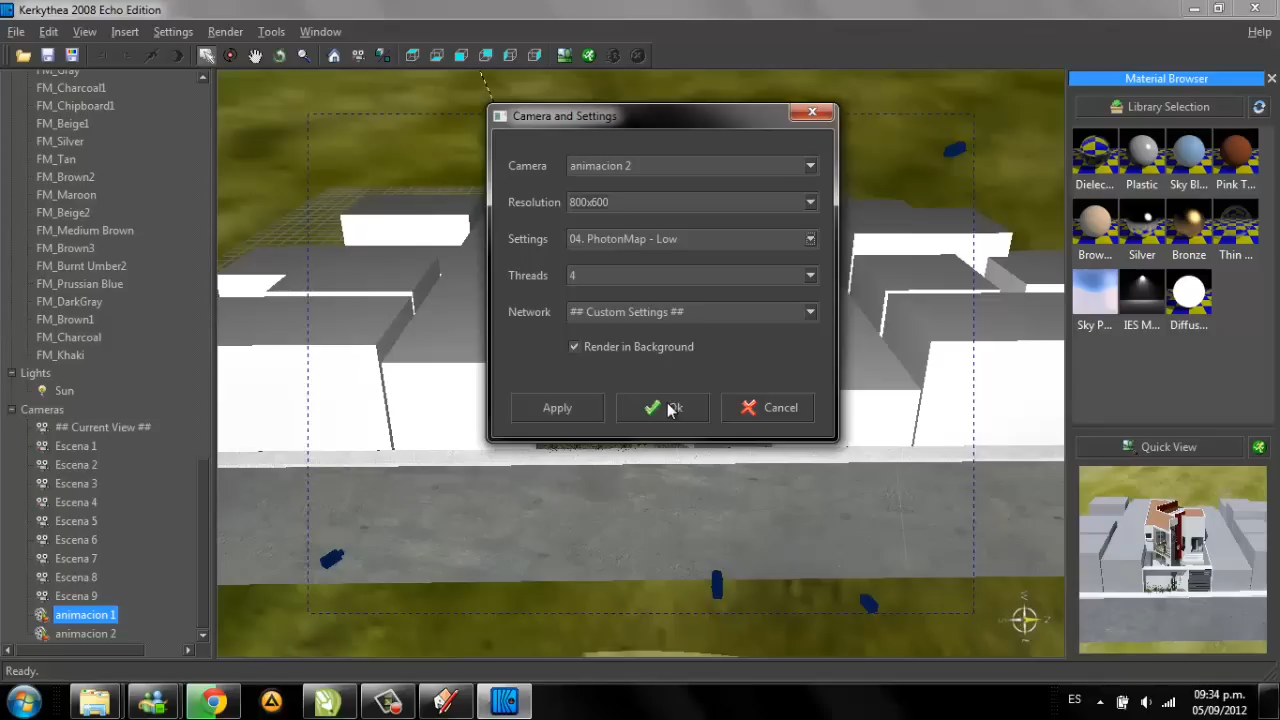 Kerkythea 2008 Echo Edition
File Edit View Insert Settings Render Tools Window Help
FM_Gray
FM_Charcoal1
FM_Chipboard1
FM_Beige1
FM_Silver
FM_Tan
FM_Brown2
FM_Maroon
FM_Beige2
FM_Medium Brown
FM_Brown3
FM_Burnt Umber2
FM_Prussian Blue
FM_DarkGray
FM_Brown1
FM_Charcoal
FM_Khaki
Lights
Sun
Cameras
## Current View ##
Escena 1
Escena 2
Escena 3
Escena 4
Escena 5
Escena 6
Escena 7
Escena 8
Escena 9
animacion 1
animacion 2
Camera and Settings
Camera animacion 2
Resolution 800x600
Settings 04. PhotonMap - Low
Threads 4
Network ## Custom Settings ##
Render in Background
Apply Ok Cancel
Material Browser
Library Selection
Dielec... Plastic Sky Bl... Pink T...
Brow... Silver Bronze Thin ...
Sky P... IES M... Diffus...
Quick View
Ready.
ES 09:34 p.m.
05/09/2012